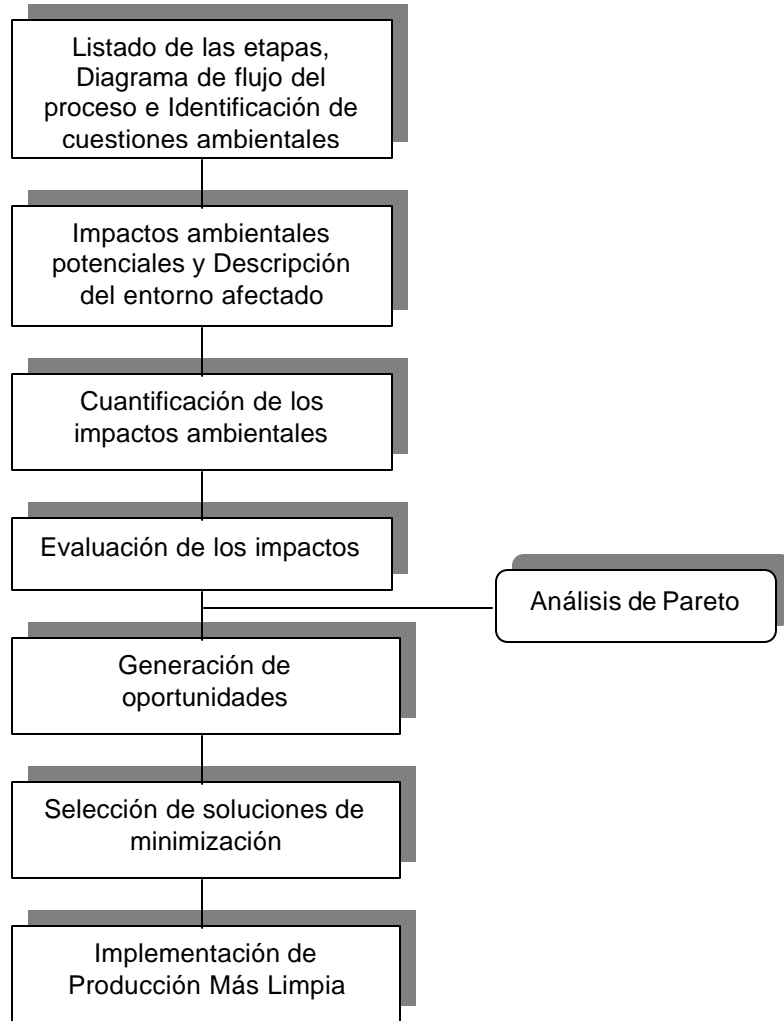 Listado de las etapas,
Diagrama de flujo del
proceso e Identificación de
cuestiones ambientales
Impactos ambientales
potenciales y Descripción
del entorno afectado
Cuantificación de los
impactos ambientales
Evaluación de los impactos
Análisis de Pareto
Generación de
oportunidades
Selección de soluciones de
minimización
Implementación de
Producción Más Limpia